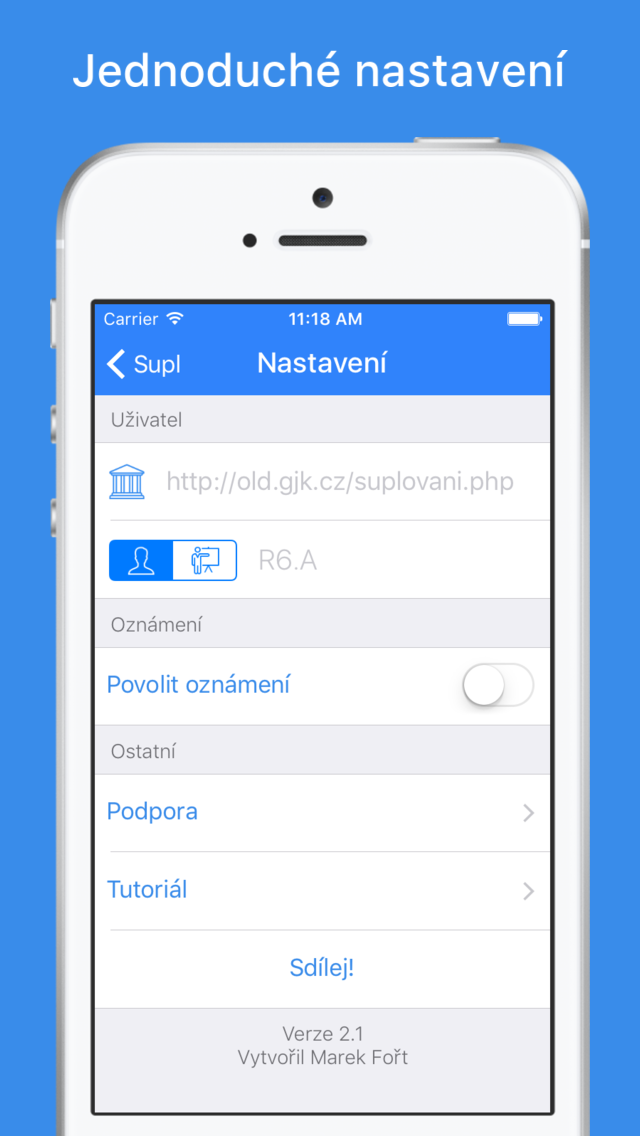 Jednoduché nastavení
Carrier 11:18 AM
Supl Nastavení
Uživatel
http://old.gjk.cz/suplovani.php
R6.A
Oznámení
Povolit oznámení
Ostatní
Podpora
Tutoriál
Sdílej!
Verze 2.1
Vytvořil Marek Fořt